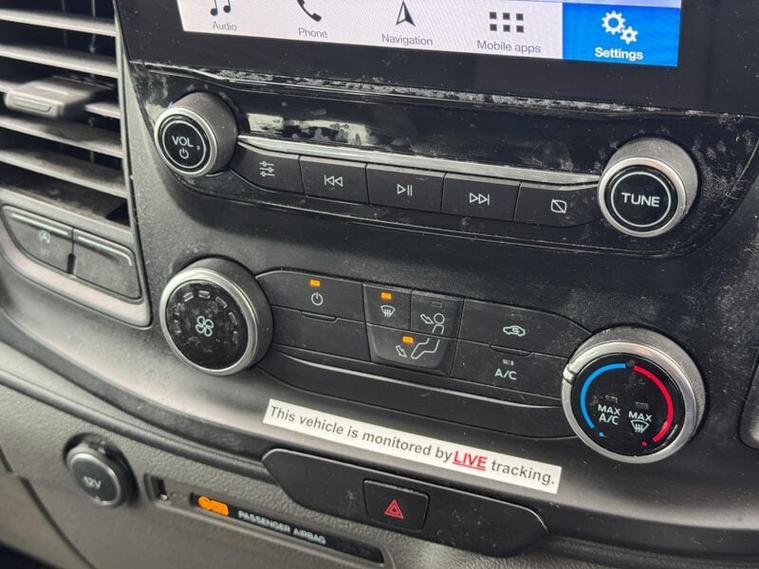 Audio
Phone
Navigation
Mobile apps
Settings
VOL
TUNE
A/C
MAX
A/C
MAX
This vehicle is monitored by LIVE tracking.
12V
PASSENGER AIRBAG